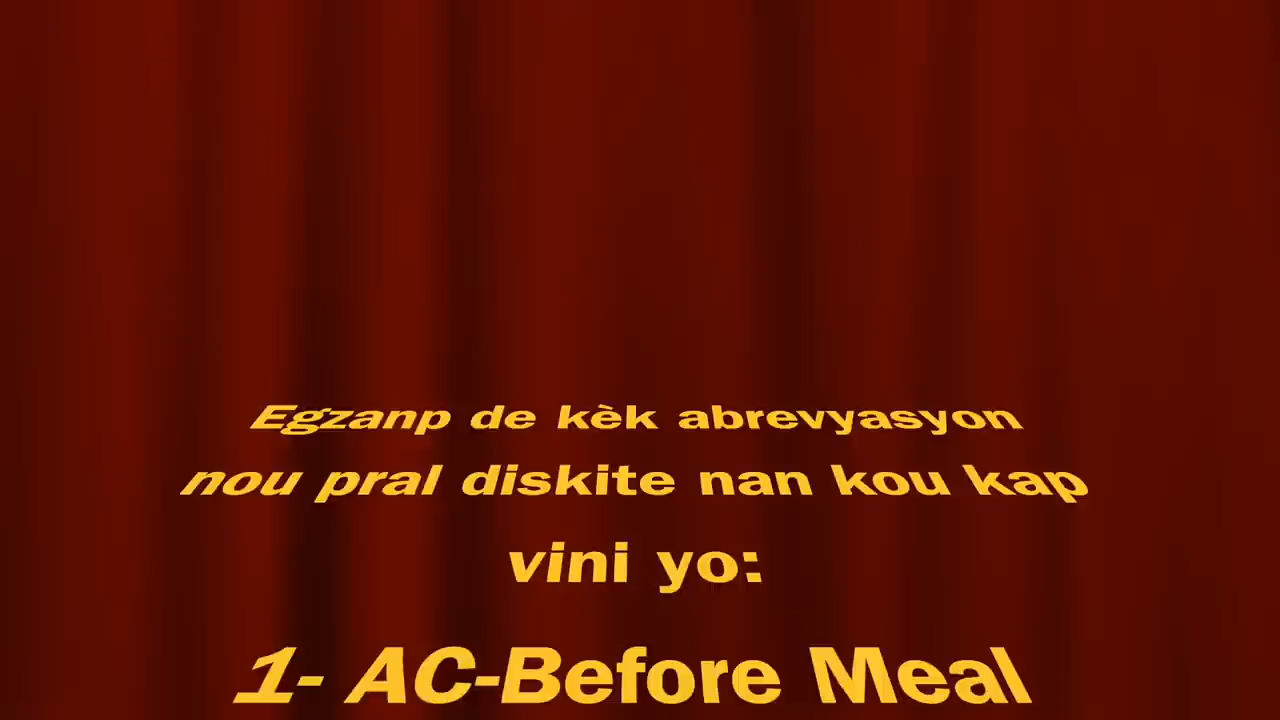 Egzanp de kèk abrevyasyon
nou pral diskite nan kou kap
vini yo:
1- AC-Before Meal